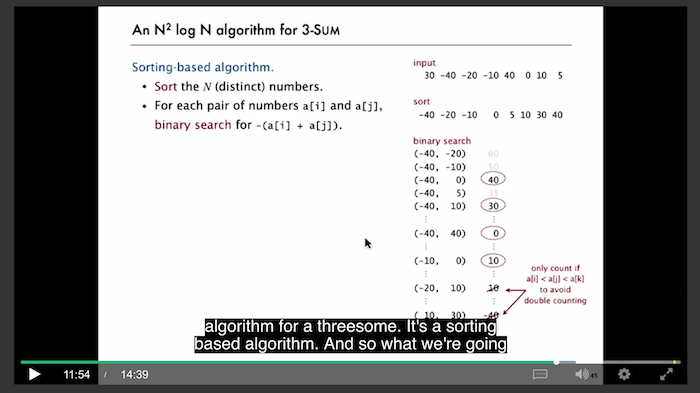 An N² log N algorithm for 3-SUM
Sorting-based algorithm.
• Sort the N (distinct) numbers.
• For each pair of numbers a[i] and a[j],
binary search for -(a[i] + a[j]).
input
30 -40 -20 -10 40 0 10 5
sort
-40 -20 -10 0 5 10 30 40
binary search
(-40, -20) 60
(-40, -10) 50
(-40, 0) 40
(-40, 5) 35
(-40, 10) 30
⋮ ⋮
(-40, 40) 0
⋮ ⋮
(-10, 0) 10
⋮ ⋮
(-20, 10) 10
⋮ ⋮
( 10, 30) -40
only count if
a[i] < a[j] < a[k]
to avoid
double counting
algorithm for a threesome. It's a sorting
based algorithm. And so what we're going
11:54 / 14:39